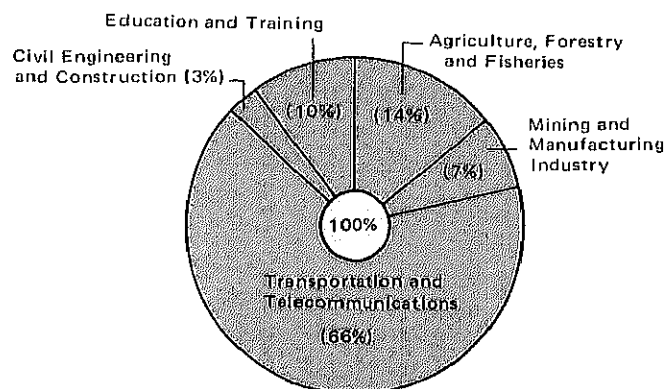 Education and Training
Civil Engineering
and Construction (3%)
(10%)
Agriculture, Forestry
and Fisheries
(14%)
Mining and
Manufacturing
Industry
(7%)
100%
Transportation and
Telecommunications
(66%)